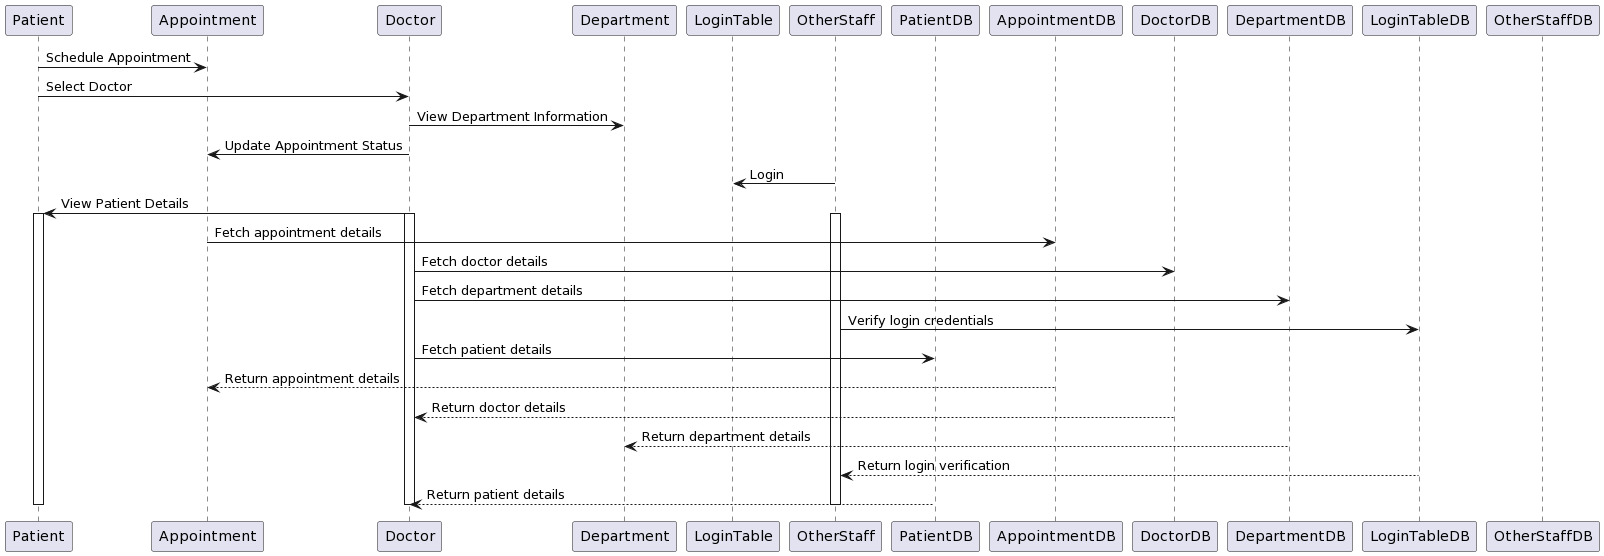 Patient Appointment Doctor Department LoginTable OtherStaff PatientDB AppointmentDB DoctorDB DepartmentDB LoginTableDB OtherStaffDB
Schedule Appointment
Select Doctor
View Department Information
Update Appointment Status
Login
View Patient Details
Fetch appointment details
Fetch doctor details
Fetch department details
Verify login credentials
Fetch patient details
Return appointment details
Return doctor details
Return department details
Return login verification
Return patient details
Patient Appointment Doctor Department LoginTable OtherStaff PatientDB AppointmentDB DoctorDB DepartmentDB LoginTableDB OtherStaffDB